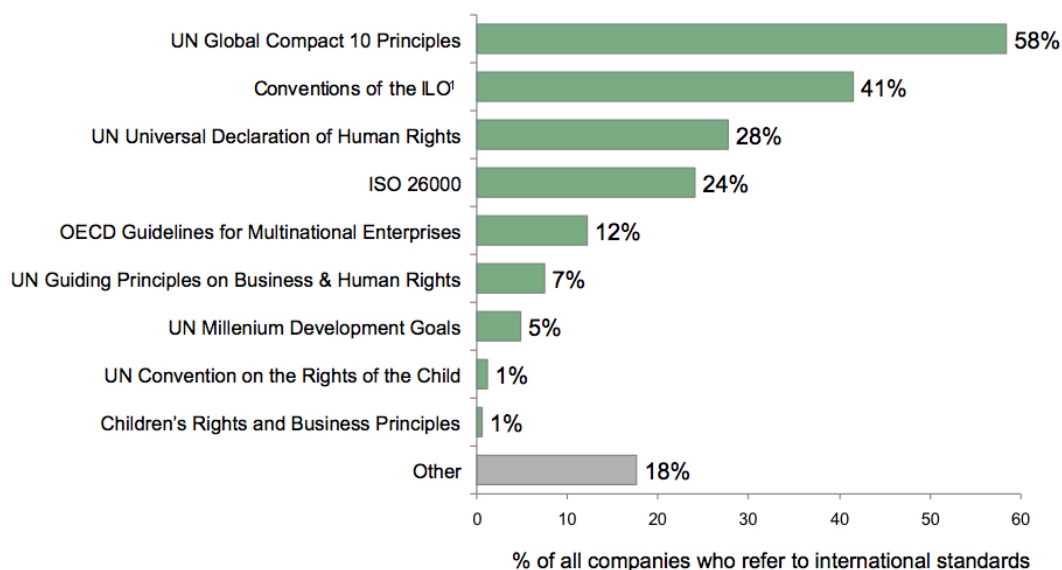 UN Global Compact 10 Principles 58%
Conventions of the ILO¹ 41%
UN Universal Declaration of Human Rights 28%
ISO 26000 24%
OECD Guidelines for Multinational Enterprises 12%
UN Guiding Principles on Business & Human Rights 7%
UN Millenium Development Goals 5%
UN Convention on the Rights of the Child 1%
Children's Rights and Business Principles 1%
Other 18%
0 10 20 30 40 50 60
% of all companies who refer to international standards